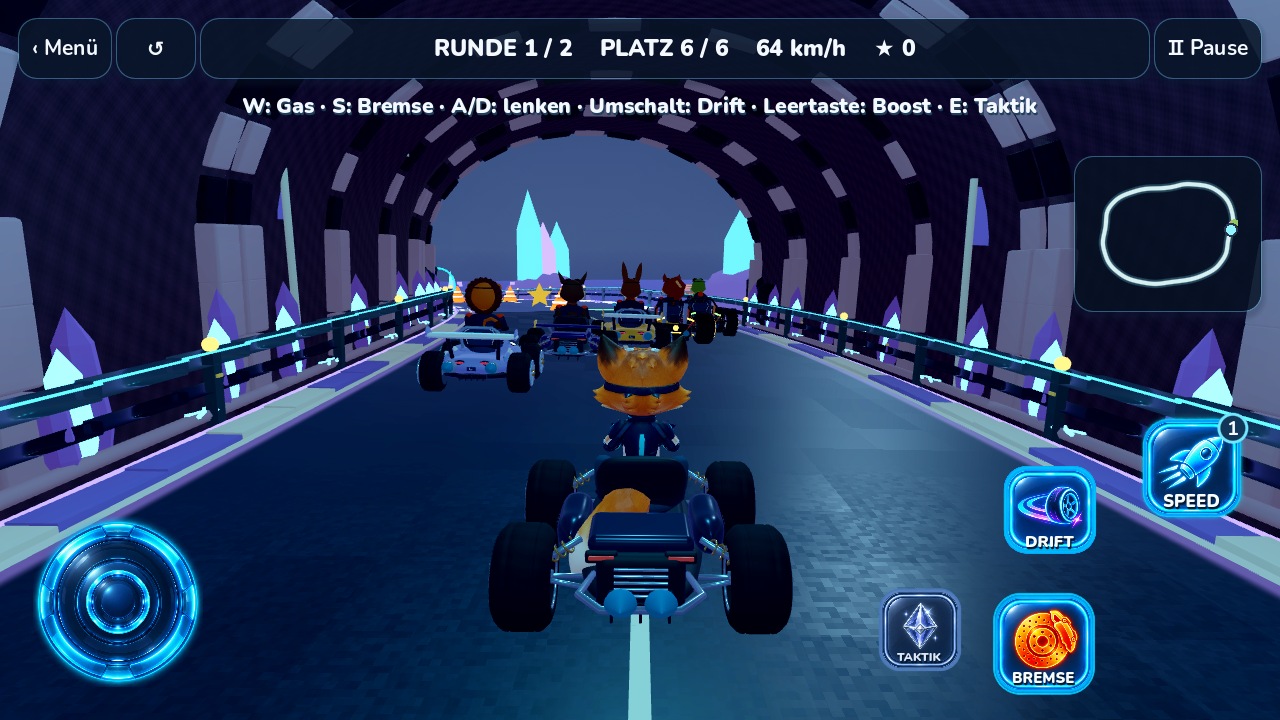 ‹ Menü
↺
RUNDE 1 / 2 PLATZ 6 / 6 64 km/h ★ 0
II Pause
W: Gas · S: Bremse · A/D: lenken · Umschalt: Drift · Leertaste: Boost · E: Taktik
1
SPEED
DRIFT
TAKTIK
BREMSE